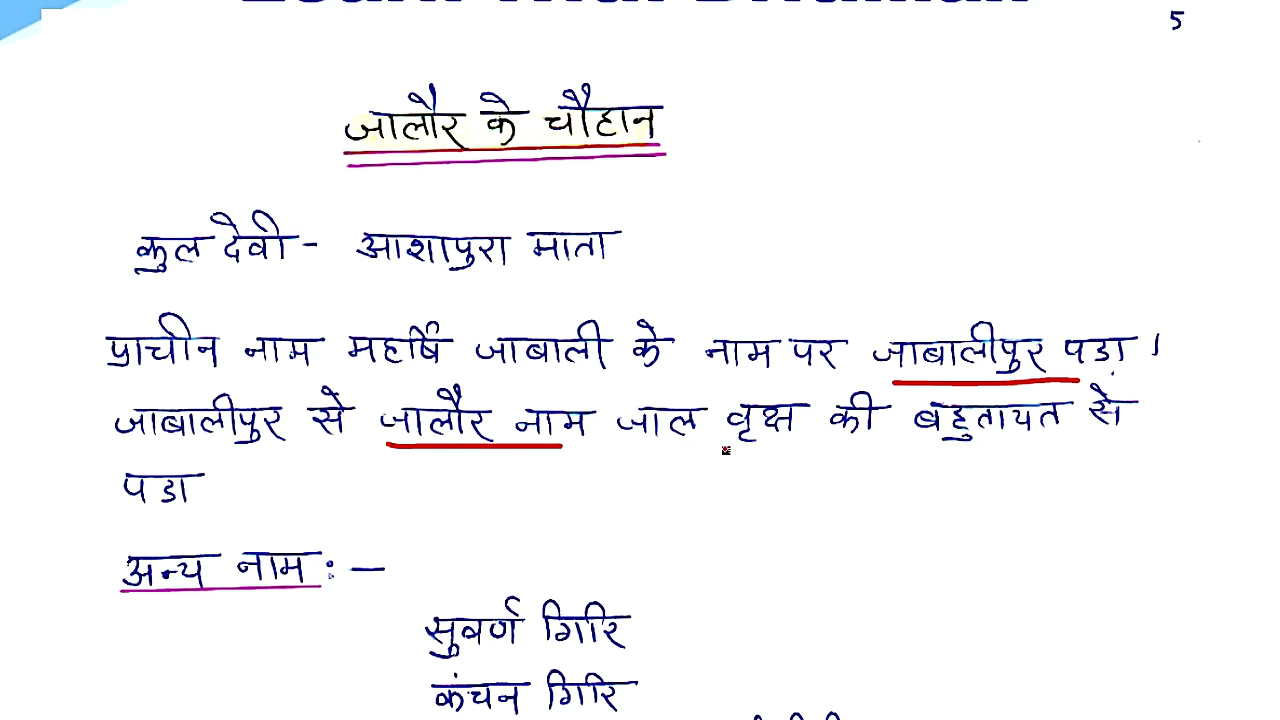 5
जालौर के चौहान
कुल देवी - आशापुरा माता
प्राचीन नाम महर्षि जाबाली के नाम पर जाबालीपुर पड़ा।
जाबालीपुर से जालौर नाम जाल वृक्ष की बहुतायत से
पडा
अन्य नाम :-
सुवर्ण गिरि
कंचन गिरि